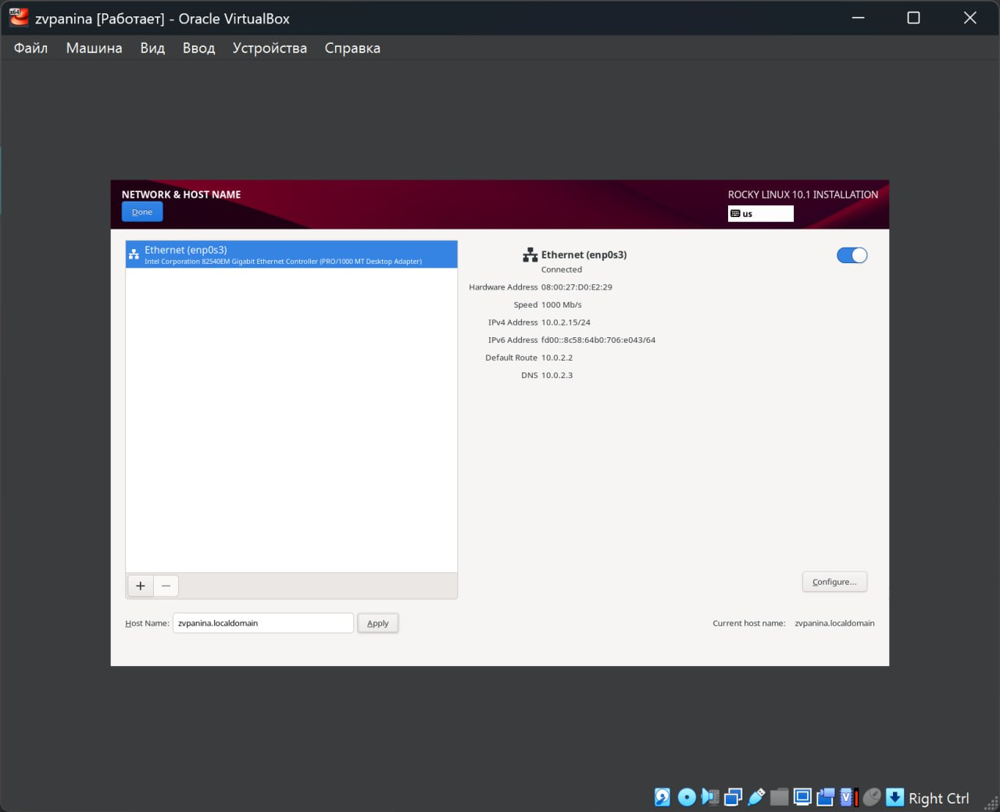 zvpanina [Работает] - Oracle VirtualBox
Файл Машина Вид Ввод Устройства Справка
NETWORK & HOST NAME
ROCKY LINUX 10.1 INSTALLATION
Done
us
Ethernet (enp0s3)
Intel Corporation 82540EM Gigabit Ethernet Controller (PRO/1000 MT Desktop Adapter)
Ethernet (enp0s3)
Connected
Hardware Address 08:00:27:D0:E2:29
Speed 1000 Mb/s
IPv4 Address 10.0.2.15/24
IPv6 Address fd00::8c58:64b0:706:e043/64
Default Route 10.0.2.2
DNS 10.0.2.3
+ −
Configure...
Host Name: zvpanina.localdomain Apply
Current host name: zvpanina.localdomain
Right Ctrl